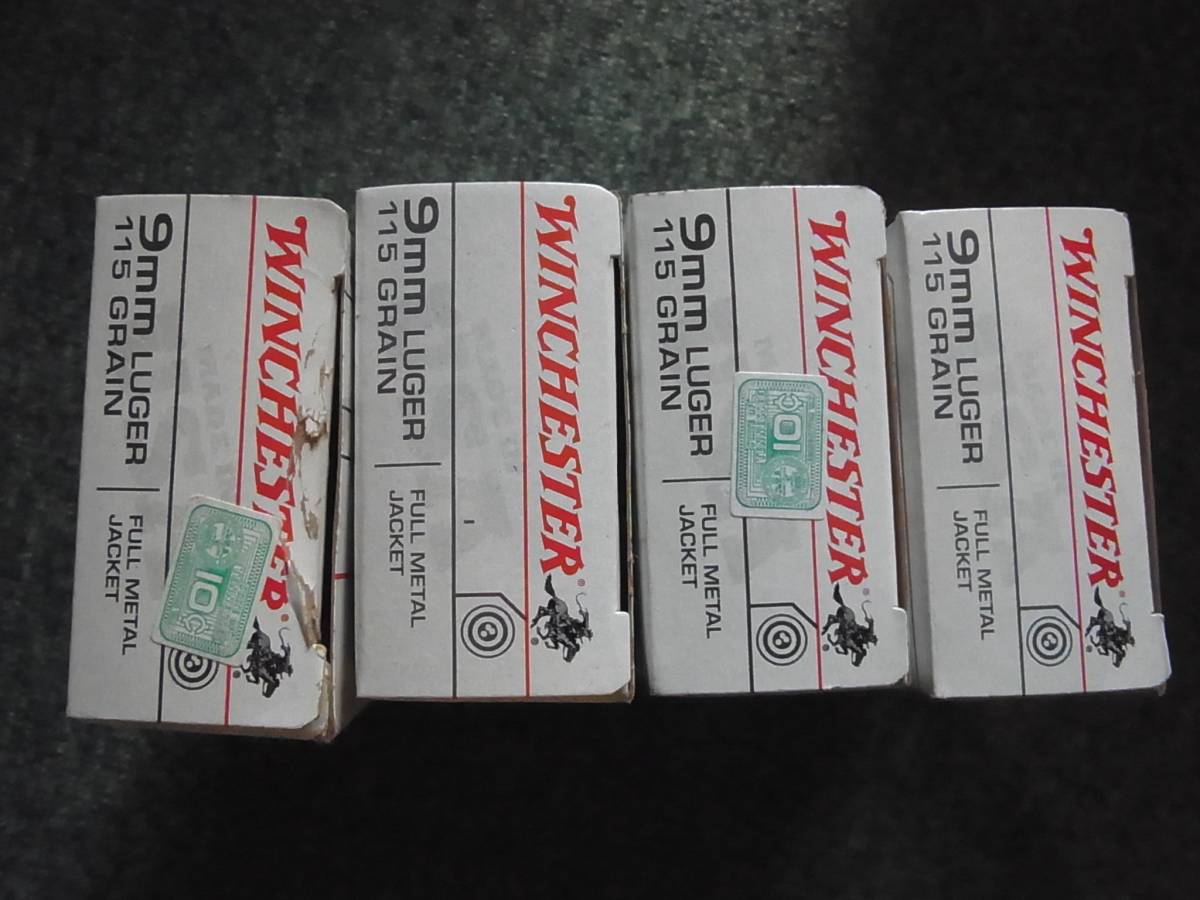 WINCHESTER®
9mm LUGER
115 GRAIN
FULL METAL
JACKET
10¢
WINCHESTER®
9mm LUGER
115 GRAIN
FULL METAL
JACKET
WINCHESTER®
9mm LUGER
115 GRAIN
FULL METAL
JACKET
10¢
WINCHESTER®
9mm LUGER
115 GRAIN
FULL METAL
JACKET